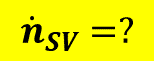 ṅ_SV =?